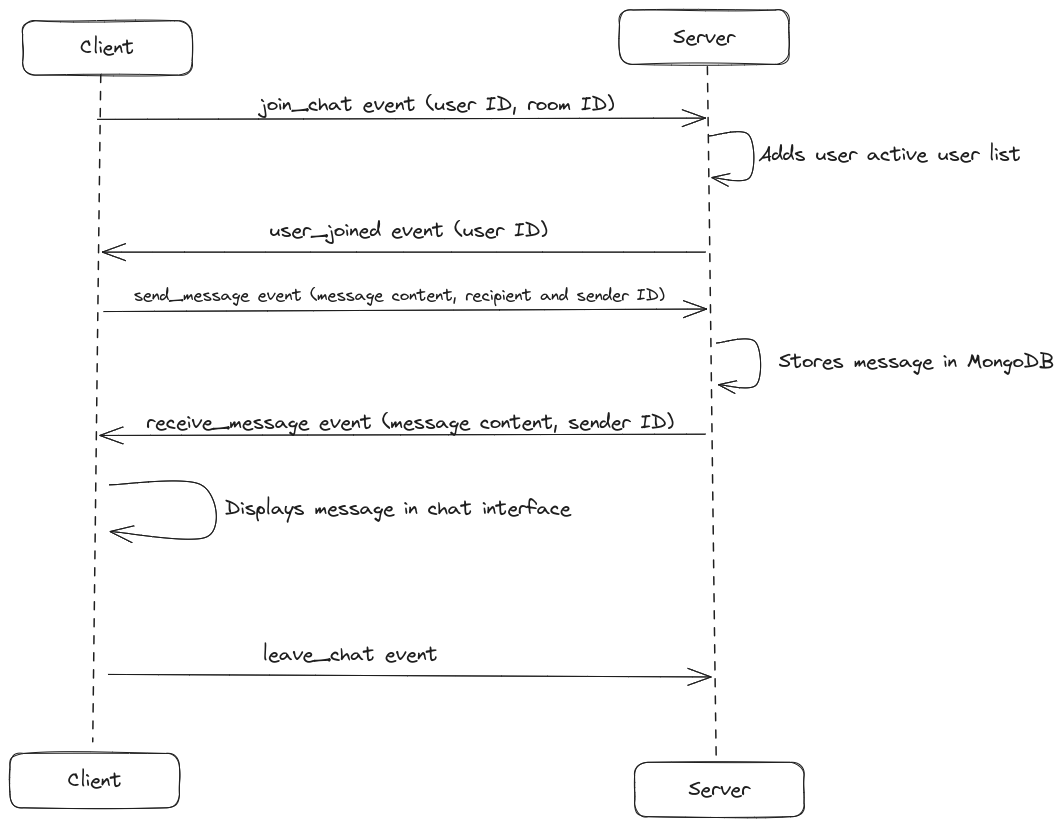 Client
Server
join_chat event (user ID, room ID)
Adds user active user list
user_joined event (user ID)
send_message event (message content, recipient and sender ID)
Stores message in MongoDB
receive_message event (message content, sender ID)
Displays message in chat interface
leave_chat event
Client
Server